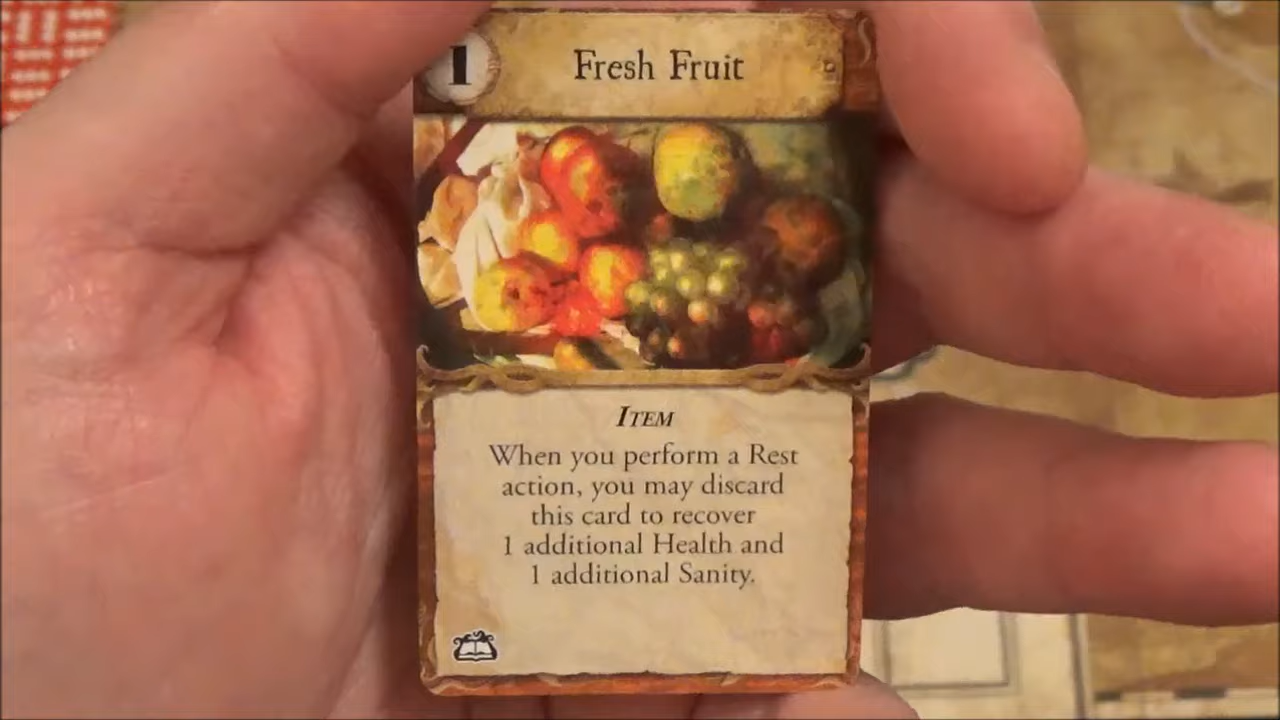 1
Fresh Fruit
Item
When you perform a Rest
action, you may discard
this card to recover
1 additional Health and
1 additional Sanity.